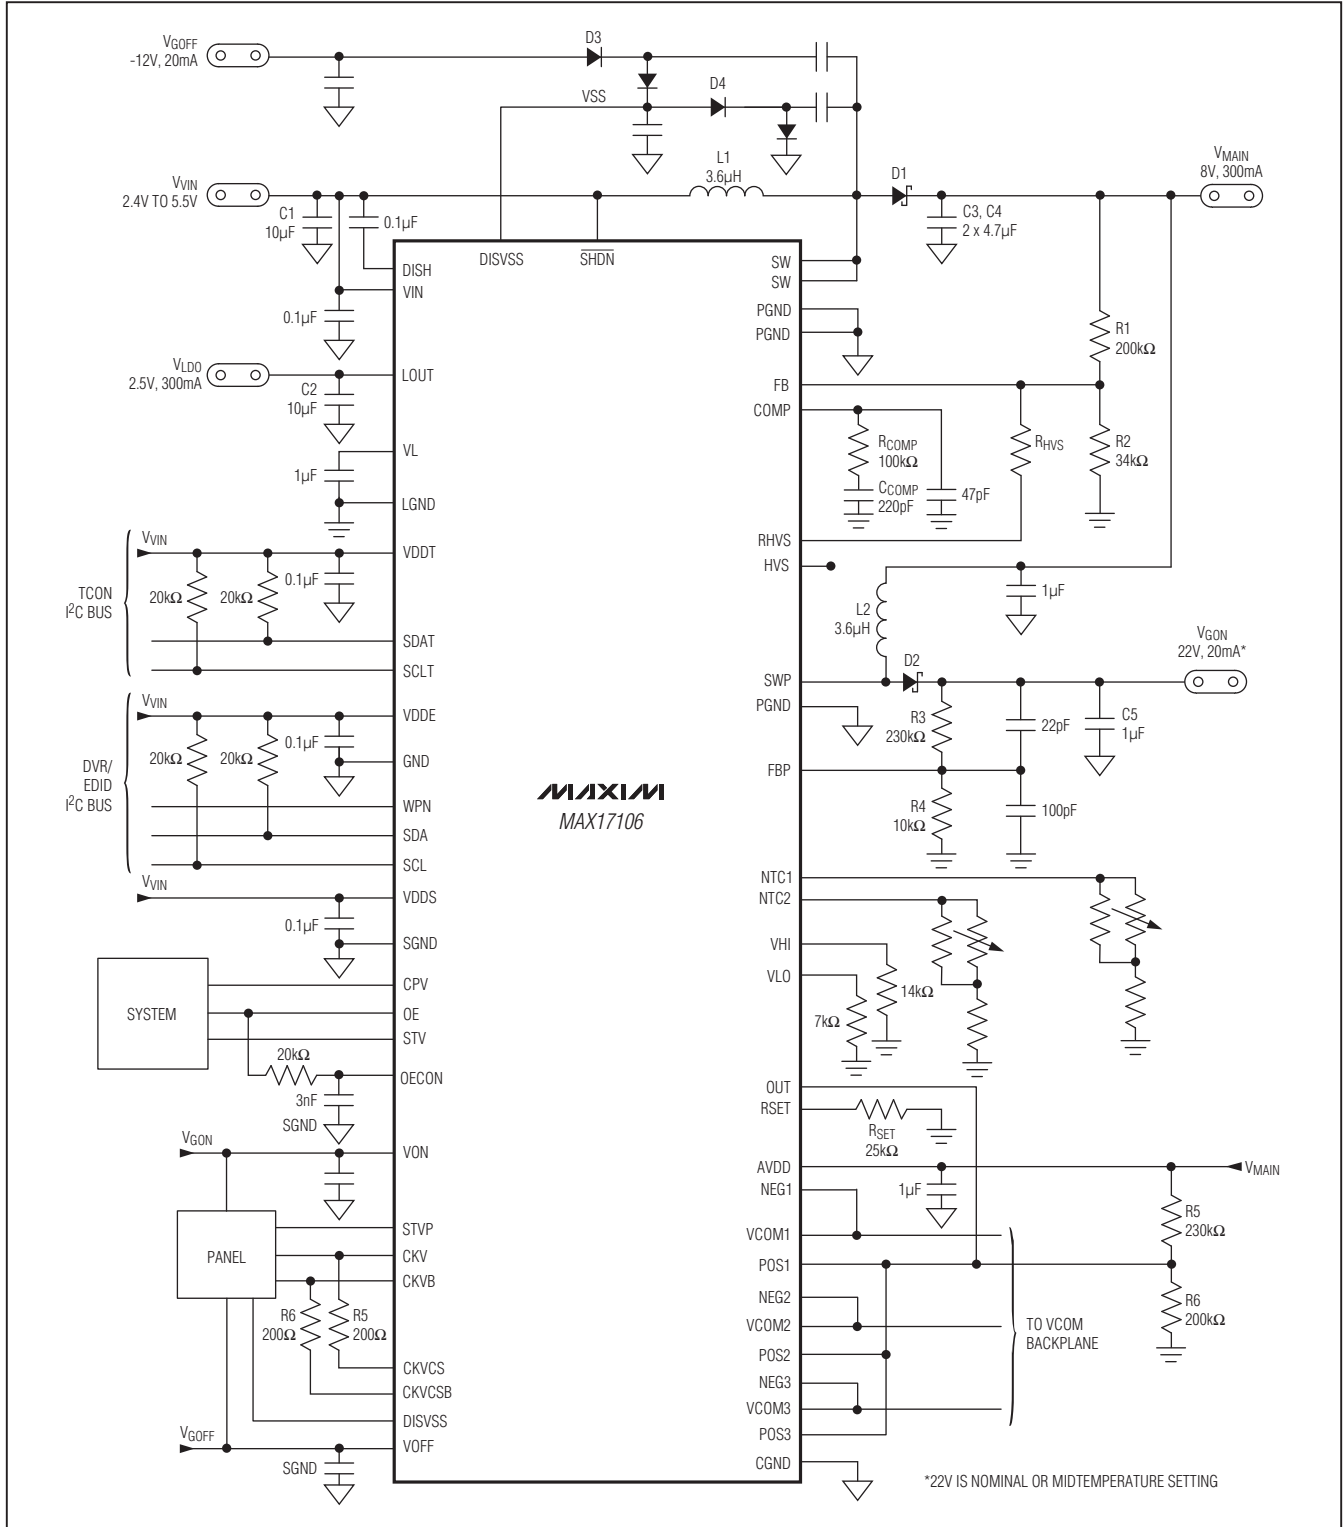 VGOFF
-12V, 20mA
D3
VSS
D4
VVIN
2.4V TO 5.5V
C1
10µF
0.1µF
L1
3.6µH
D1
VMAIN
8V, 300mA
C3, C4
2 x 4.7µF
DISVSS
SHDN
DISH
VIN
SW
SW
PGND
PGND
0.1µF
R1
200kΩ
VLDO
2.5V, 300mA
C2
10µF
LOUT
FB
COMP
RCOMP
100kΩ
CCOMP
220pF
47pF
RHVS
R2
34kΩ
VL
1µF
LGND
RHVS
HVS
VVIN
VDDT
TCON
I²C BUS
20kΩ
20kΩ
0.1µF
SDAT
SCLT
L2
3.6µH
1µF
VGON
22V, 20mA*
D2
SWP
PGND
R3
230kΩ
22pF
C5
1µF
VVIN
VDDE
DVR/
EDID
I²C BUS
20kΩ
20kΩ
0.1µF
GND
WPN
SDA
SCL
FBP
R4
10kΩ
100pF
MAXIM
MAX17106
VVIN
VDDS
0.1µF
SGND
NTC1
NTC2
VHI
VLO
14kΩ
7kΩ
SYSTEM
CPV
OE
STV
20kΩ
OECON
3nF
SGND
OUT
RSET
RSET
25kΩ
VGON
VON
AVDD
1µF
VMAIN
NEG1
VCOM1
POS1
R5
230kΩ
R6
200kΩ
PANEL
STVP
CKV
CKVB
R6
200Ω
R5
200Ω
CKVCS
CKVCSB
DISVSS
NEG2
VCOM2
POS2
NEG3
VCOM3
POS3
CGND
TO VCOM
BACKPLANE
VGOFF
VOFF
SGND
*22V IS NOMINAL OR MIDTEMPERATURE SETTING